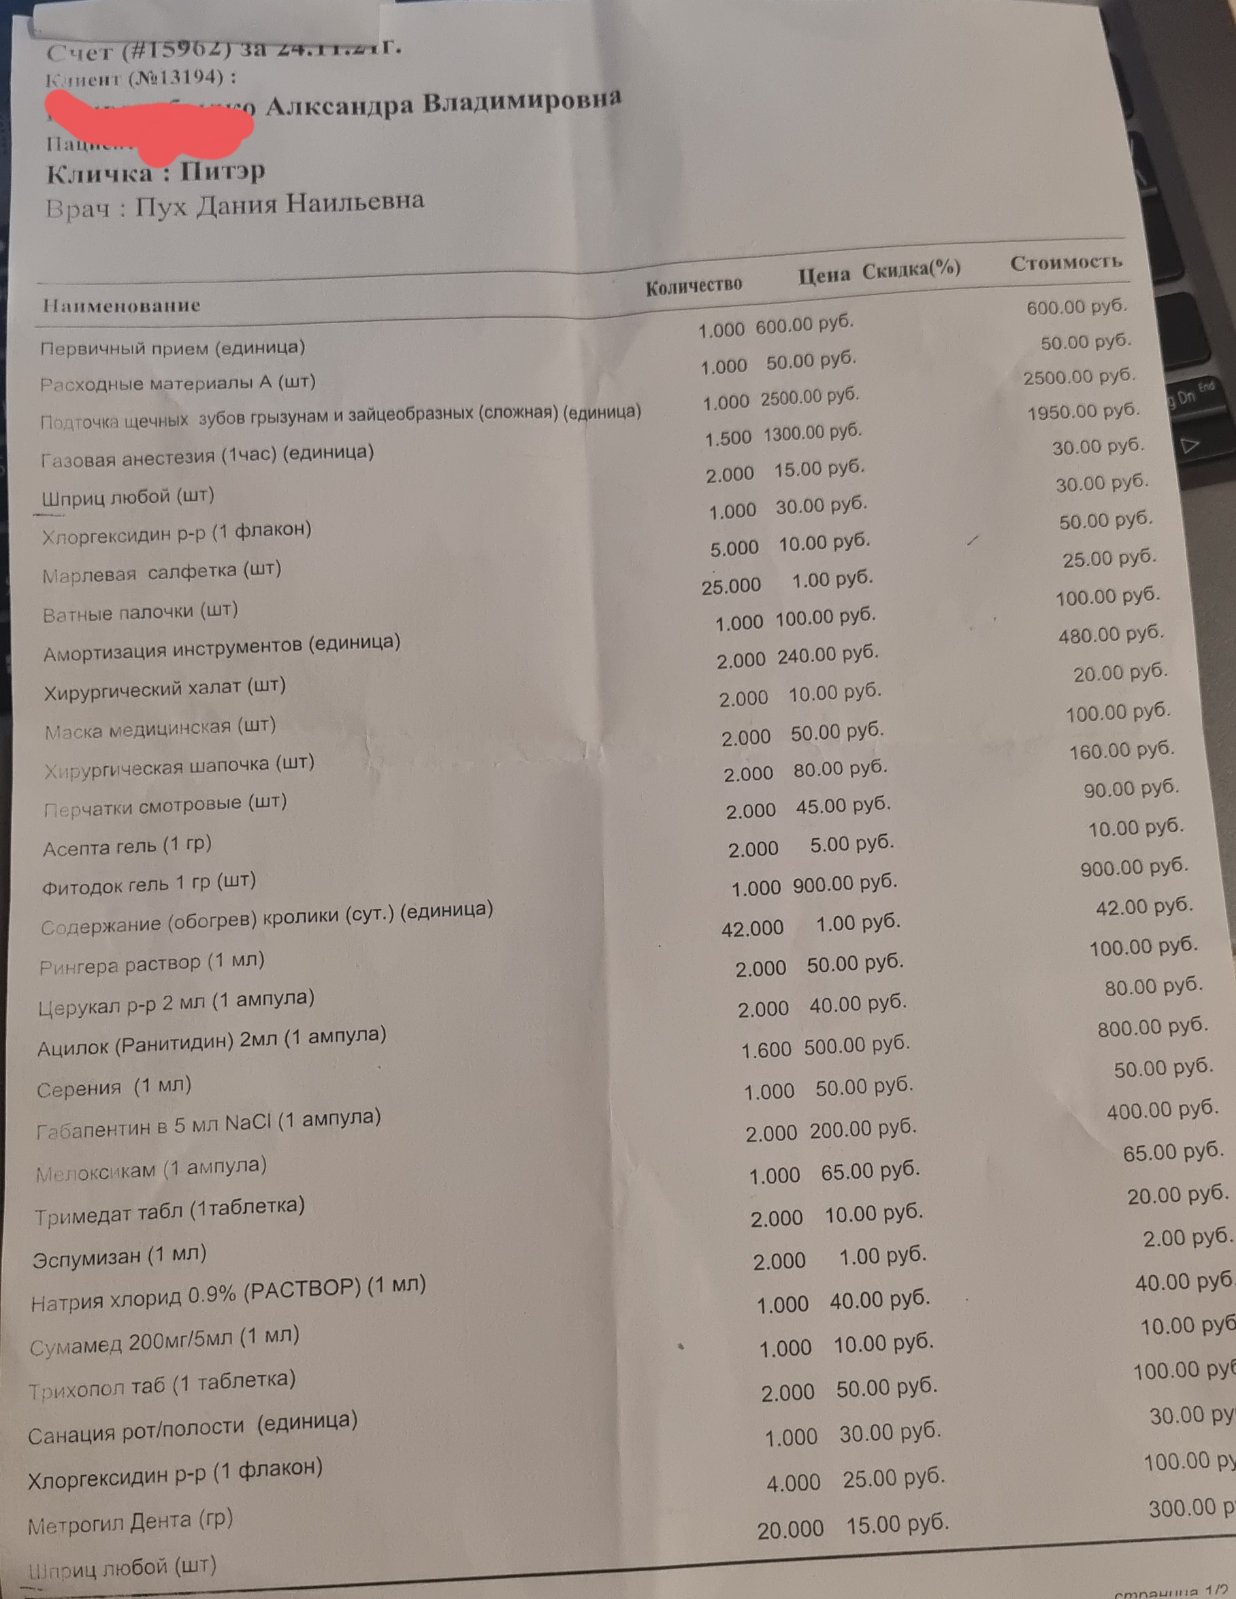 Счет (#15962) за 24.11.21г.
Клиент (№13194) :
Алксандра Владимировна
Кличка : Питэр
Врач : Пух Дания Наильевна
Наименование Количество Цена Скидка(%) Стоимость
Первичный прием (единица) 1.000 600.00 руб. 600.00 руб.
Расходные материалы А (шт) 1.000 50.00 руб. 50.00 руб.
Подточка щечных зубов грызунам и зайцеобразных (сложная) (единица) 1.000 2500.00 руб. 2500.00 руб.
Газовая анестезия (1час) (единица) 1.500 1300.00 руб. 1950.00 руб.
Шприц любой (шт) 2.000 15.00 руб. 30.00 руб.
Хлоргексидин р-р (1 флакон) 1.000 30.00 руб. 30.00 руб.
Марлевая салфетка (шт) 5.000 10.00 руб. 50.00 руб.
Ватные палочки (шт) 25.000 1.00 руб. 25.00 руб.
Амортизация инструментов (единица) 1.000 100.00 руб. 100.00 руб.
Хирургический халат (шт) 2.000 240.00 руб. 480.00 руб.
Маска медицинская (шт) 2.000 10.00 руб. 20.00 руб.
Хирургическая шапочка (шт) 2.000 50.00 руб. 100.00 руб.
Перчатки смотровые (шт) 2.000 80.00 руб. 160.00 руб.
Асепта гель (1 гр) 2.000 45.00 руб. 90.00 руб.
Фитодок гель 1 гр (шт) 2.000 5.00 руб. 10.00 руб.
Содержание (обогрев) кролики (сут.) (единица) 1.000 900.00 руб. 900.00 руб.
Рингера раствор (1 мл) 42.000 1.00 руб. 42.00 руб.
Церукал р-р 2 мл (1 ампула) 2.000 50.00 руб. 100.00 руб.
Ацилок (Ранитидин) 2мл (1 ампула) 2.000 40.00 руб. 80.00 руб.
Серения (1 мл) 1.600 500.00 руб. 800.00 руб.
Габапентин в 5 мл NaCl (1 ампула) 1.000 50.00 руб. 50.00 руб.
Мелоксикам (1 ампула) 2.000 200.00 руб. 400.00 руб.
Тримедат табл (1таблетка) 1.000 65.00 руб. 65.00 руб.
Эспумизан (1 мл) 2.000 10.00 руб. 20.00 руб.
Натрия хлорид 0.9% (РАСТВОР) (1 мл) 2.000 1.00 руб. 2.00 руб.
Сумамед 200мг/5мл (1 мл) 1.000 40.00 руб. 40.00 руб.
Трихопол таб (1 таблетка) 1.000 10.00 руб. 10.00 руб
Санация рот/полости (единица) 2.000 50.00 руб. 100.00 руб
Хлоргексидин р-р (1 флакон) 1.000 30.00 руб. 30.00 ру
Метрогил Дента (гр) 4.000 25.00 руб. 100.00 ру
Шприц любой (шт) 20.000 15.00 руб. 300.00 р
страница 1/2